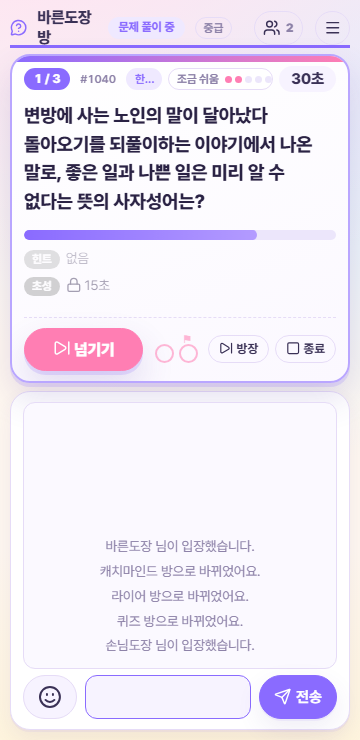 바른도장
방
문제 풀이 중
중급
2
1 / 3
#1040
한...
조금 쉬움
30초
변방에 사는 노인의 말이 달아났다
돌아오기를 되풀이하는 이야기에서 나온
말로, 좋은 일과 나쁜 일은 미리 알 수
없다는 뜻의 사자성어는?
힌트 없음
초성 15초
넘기기
방장
종료
바른도장 님이 입장했습니다.
캐치마인드 방으로 바뀌었어요.
라이어 방으로 바뀌었어요.
퀴즈 방으로 바뀌었어요.
손님도장 님이 입장했습니다.
전송